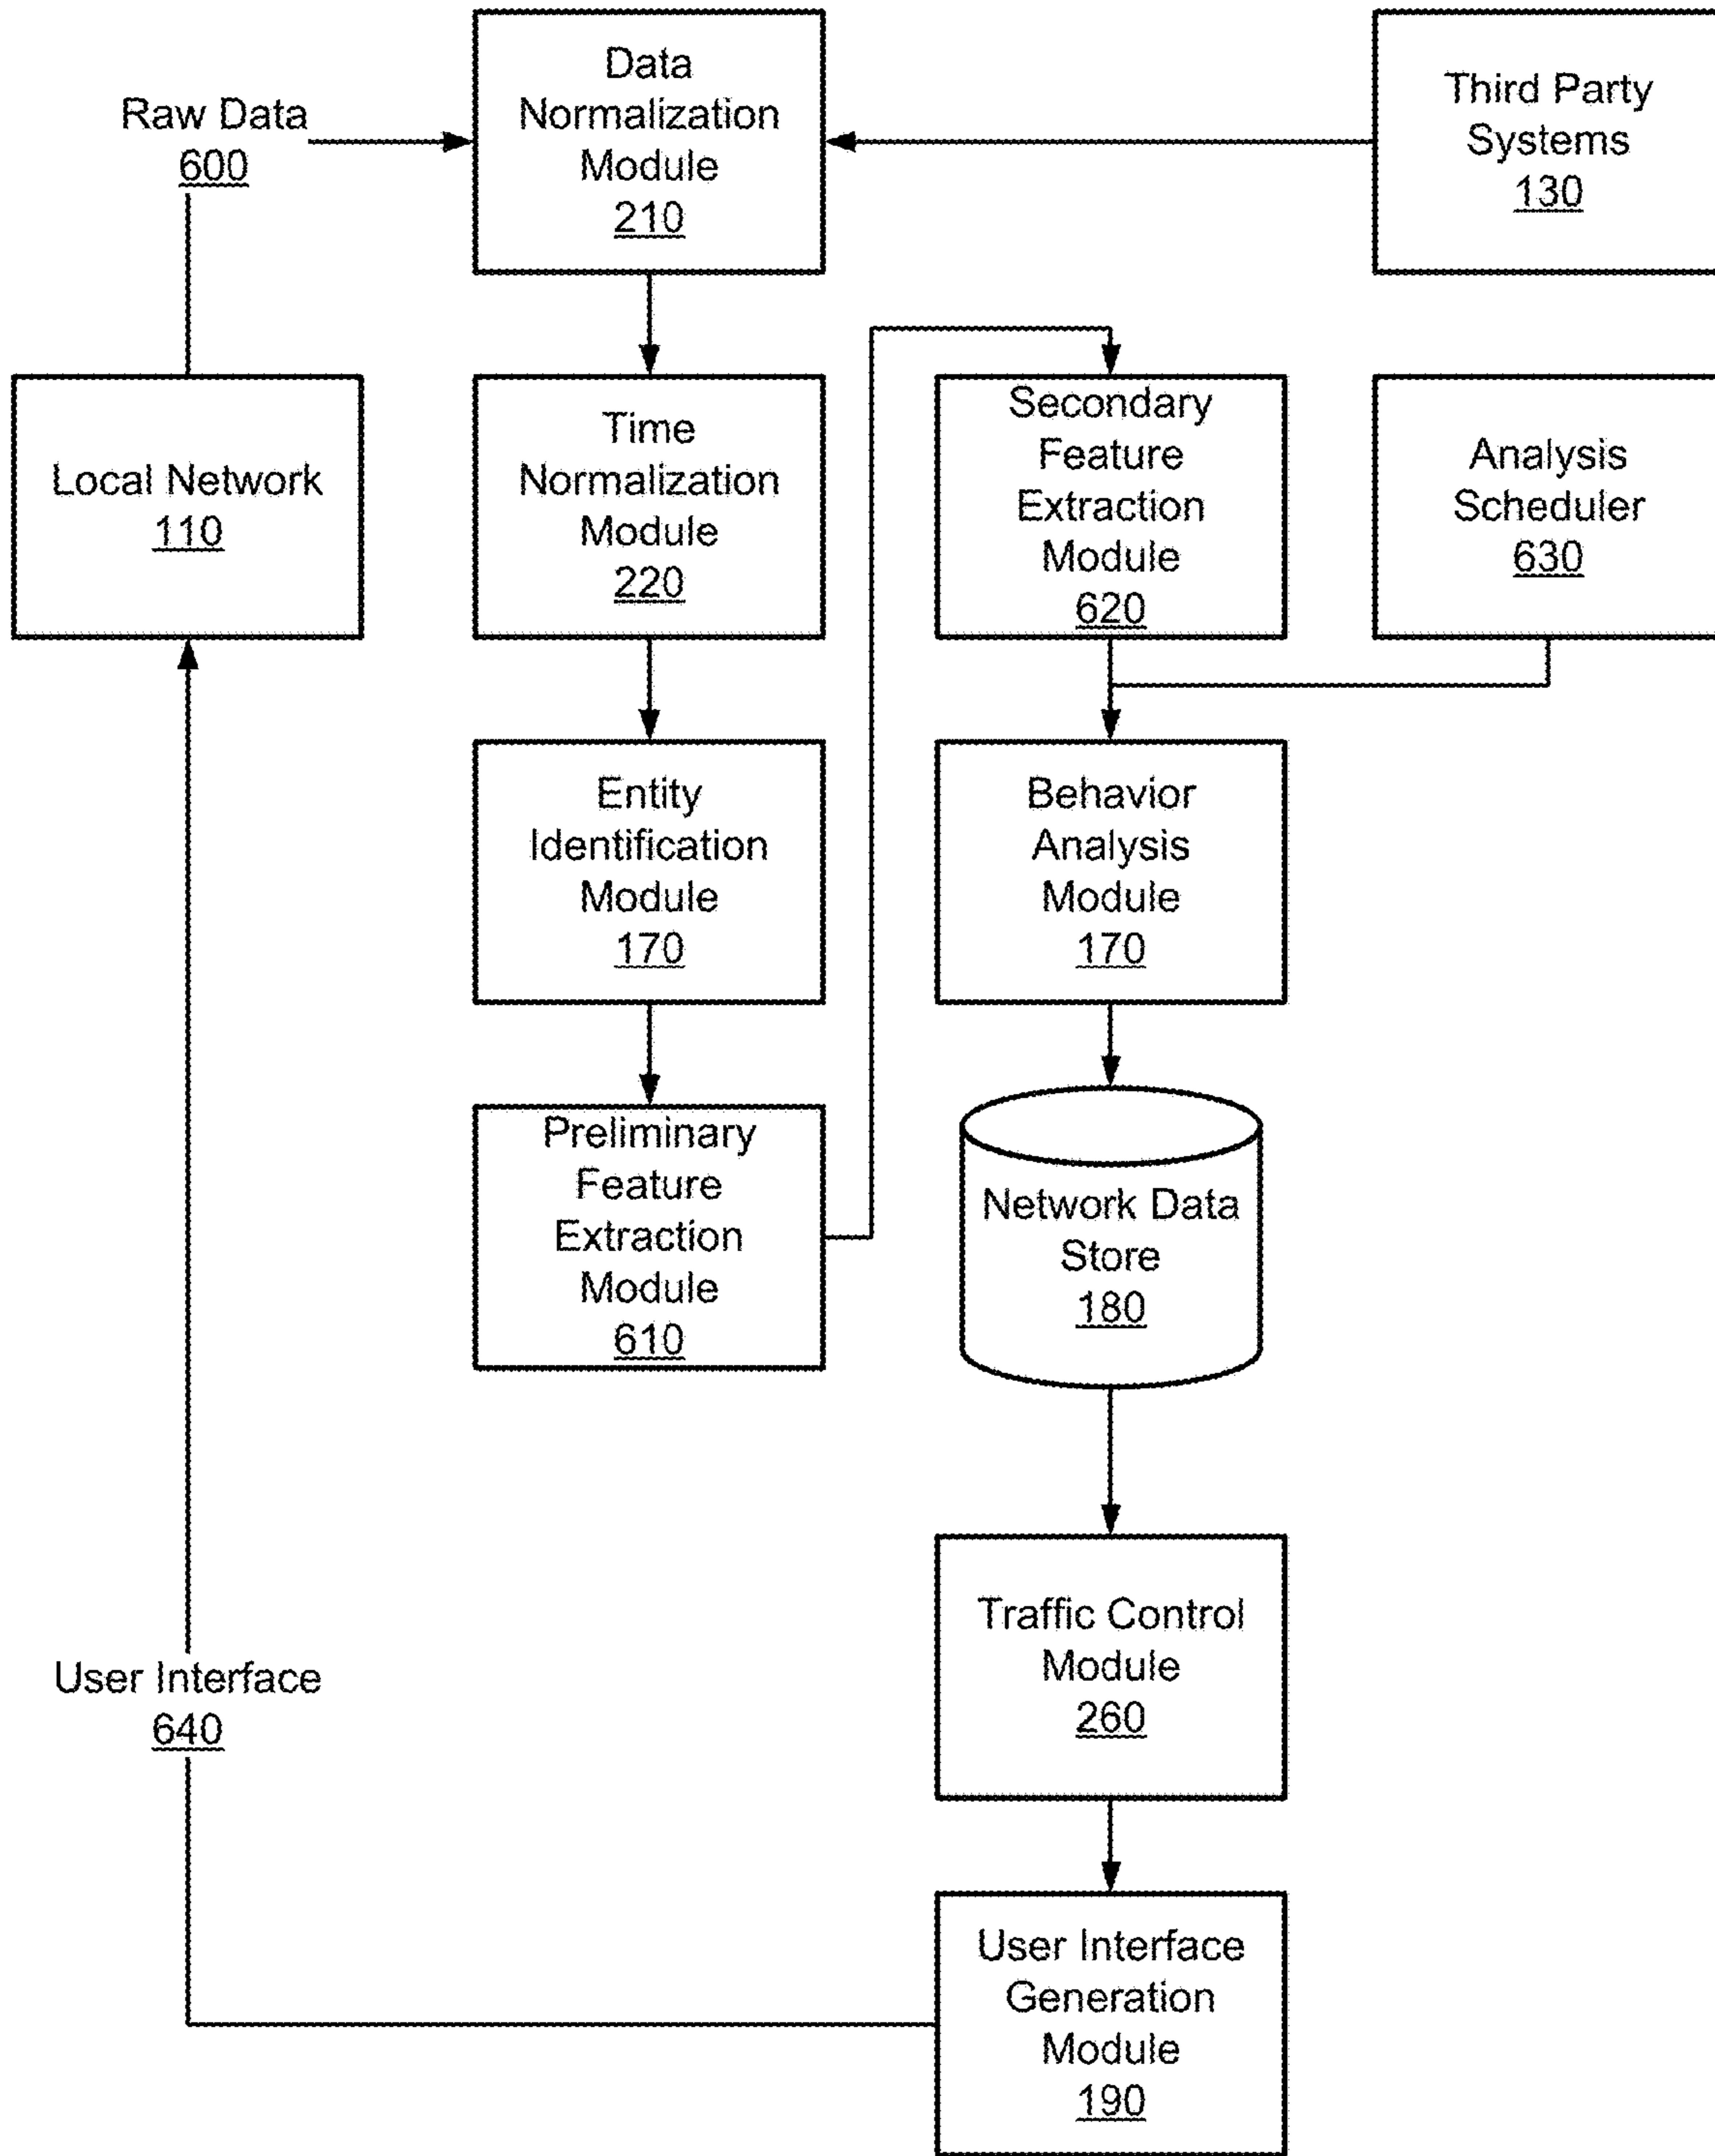 Raw Data
600
Data
Normalization
Module
210
Third Party
Systems
130
Local Network
110
Time
Normalization
Module
220
Secondary
Feature
Extraction
Module
620
Analysis
Scheduler
630
Entity
Identification
Module
170
Behavior
Analysis
Module
170
Preliminary
Feature
Extraction
Module
610
Network Data
Store
180
Traffic Control
Module
260
User Interface
640
User Interface
Generation
Module
190